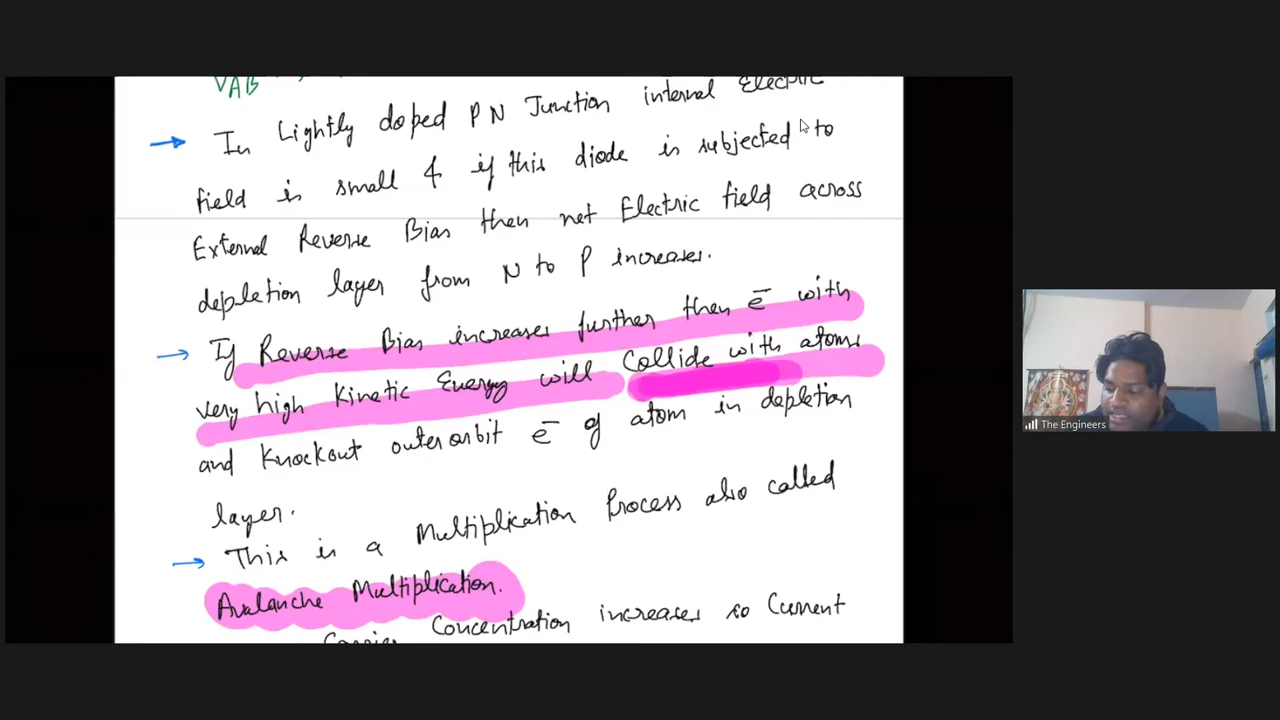 VAB
→ In Lightly doped PN Junction internal Electric
field is small & if this diode is subjected to
External Reverse Bias then net Electric field across
depletion layer from N to P increases.
→ If Reverse Bias increases further then e⁻ with
very high Kinetic Energy will Collide with atoms
and Knockout outer orbit e⁻ of atom in depletion
layer.
→ This is a Multiplication Process also called
Avalanche Multiplication.
Carrier Concentration increases so Current
The Engineers